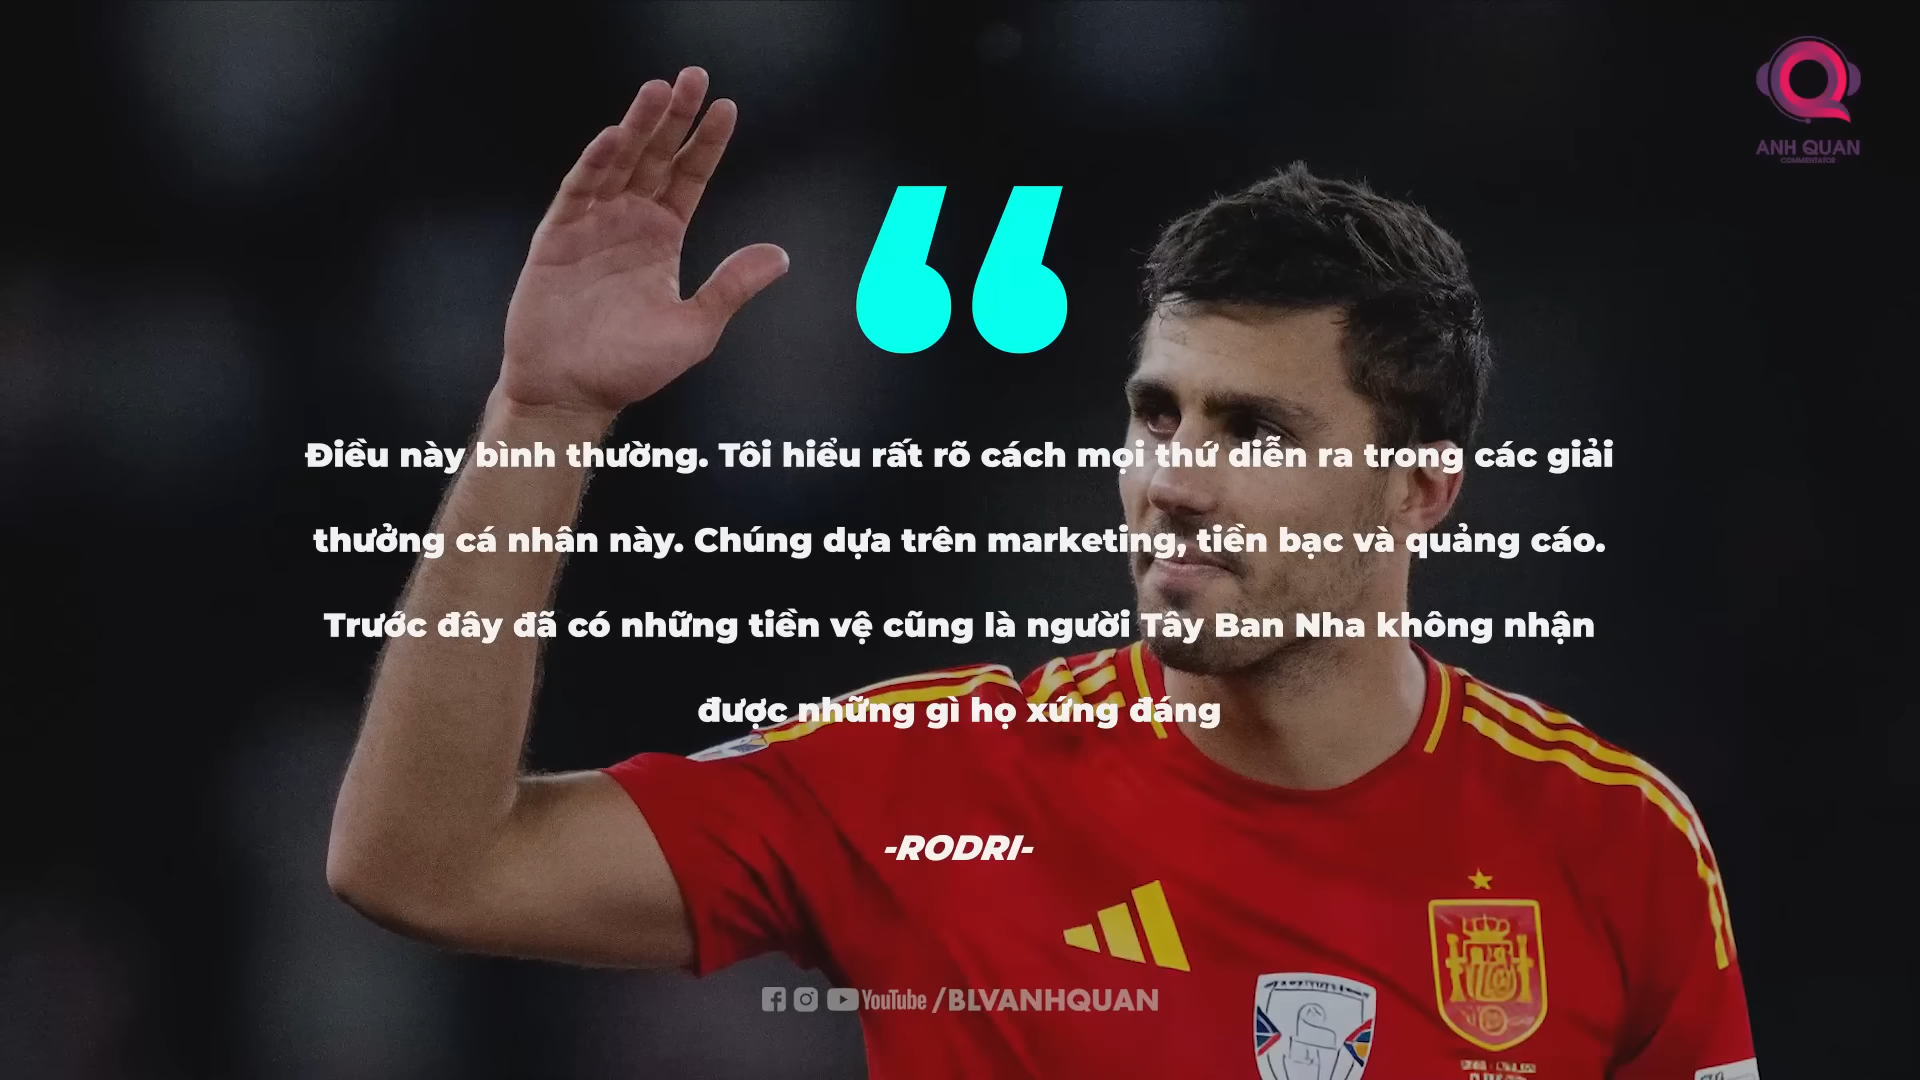 ANH QUAN
COMMENTATOR
“
Điều này bình thường. Tôi hiểu rất rõ cách mọi thứ diễn ra trong các giải
thưởng cá nhân này. Chúng dựa trên marketing, tiền bạc và quảng cáo.
Trước đây đã có những tiền vệ cũng là người Tây Ban Nha không nhận
được những gì họ xứng đáng
-RODRI-
YouTube /BLVANHQUAN